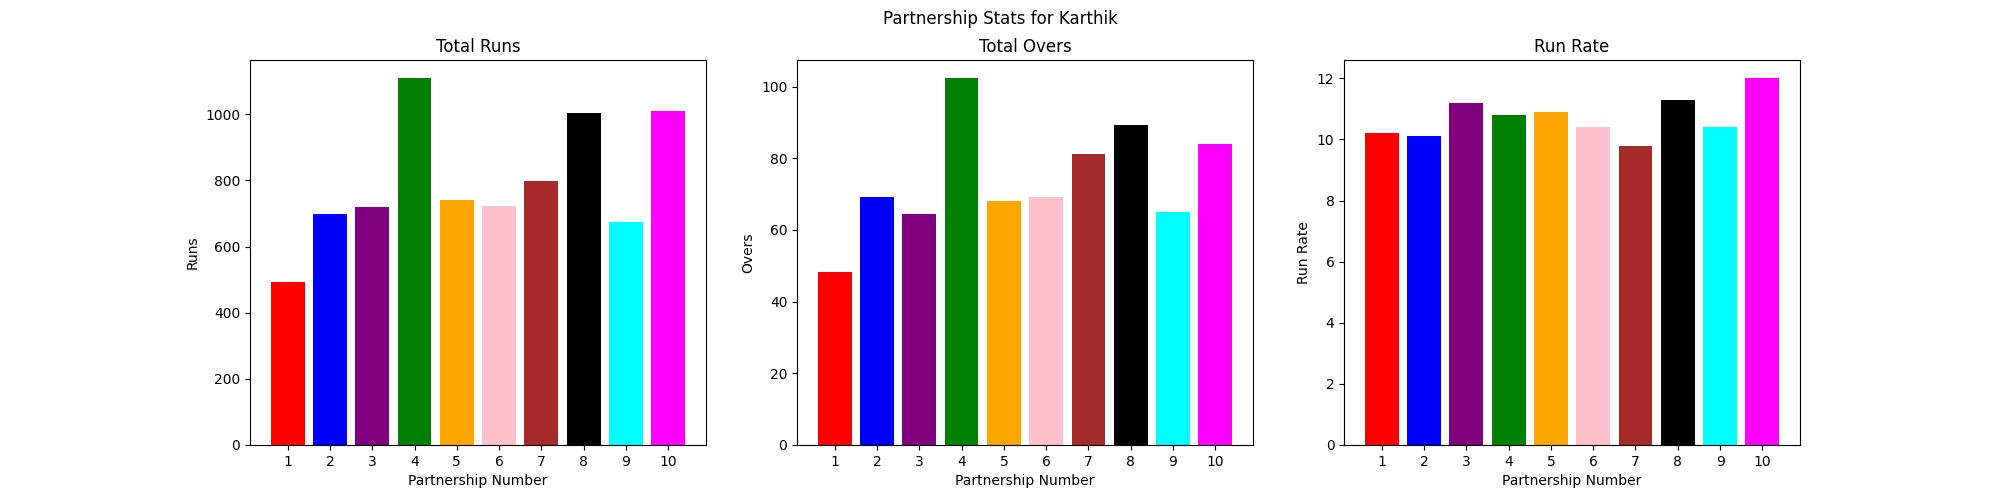 Partnership Stats for Karthik
Total Runs
Runs
1000
800
600
400
200
0
1 2 3 4 5 6 7 8 9 10
Partnership Number
Total Overs
Overs
100
80
60
40
20
0
1 2 3 4 5 6 7 8 9 10
Partnership Number
Run Rate
Run Rate
12
10
8
6
4
2
0
1 2 3 4 5 6 7 8 9 10
Partnership Number